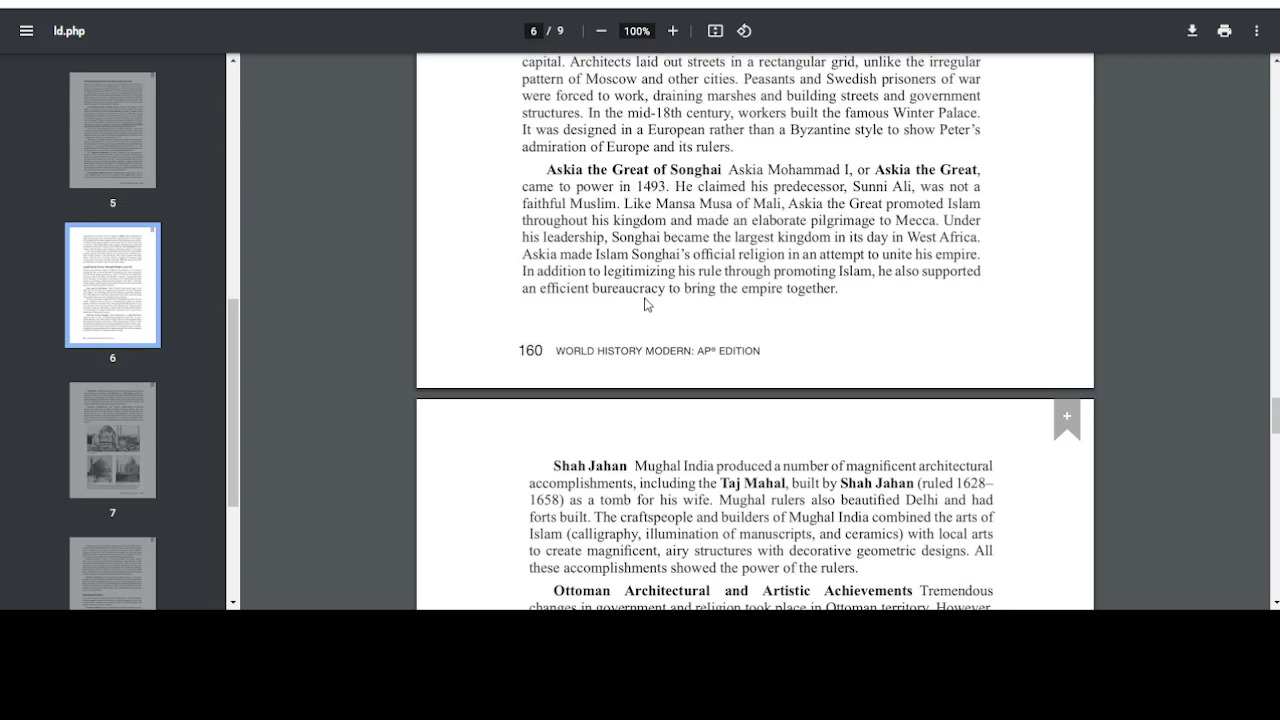 ld.php
6 / 9
100%
5
6
7
capital. Architects laid out streets in a rectangular grid, unlike the irregular
pattern of Moscow and other cities. Peasants and Swedish prisoners of war
were forced to work, draining marshes and building streets and government
structures. In the mid-18th century, workers built the famous Winter Palace.
It was designed in a European rather than a Byzantine style to show Peter's
admiration of Europe and its rulers.
Askia the Great of Songhai Askia Mohammad I, or Askia the Great,
came to power in 1493. He claimed his predecessor, Sunni Ali, was not a
faithful Muslim. Like Mansa Musa of Mali, Askia the Great promoted Islam
throughout his kingdom and made an elaborate pilgrimage to Mecca. Under
his leadership, Songhai became the largest kingdom in its day in West Africa.
Askia made Islam Songhai's official religion in an attempt to unite his empire.
In addition to legitimizing his rule through promoting Islam, he also supported
an efficient bureaucracy to bring the empire together.
160 WORLD HISTORY MODERN: AP® EDITION
Shah Jahan Mughal India produced a number of magnificent architectural
accomplishments, including the Taj Mahal, built by Shah Jahan (ruled 1628–
1658) as a tomb for his wife. Mughal rulers also beautified Delhi and had
forts built. The craftspeople and builders of Mughal India combined the arts of
Islam (calligraphy, illumination of manuscripts, and ceramics) with local arts
to create magnificent, airy structures with decorative geometric designs. All
these accomplishments showed the power of the rulers.
Ottoman Architectural and Artistic Achievements Tremendous
changes in government and religion took place in Ottoman territory. However,